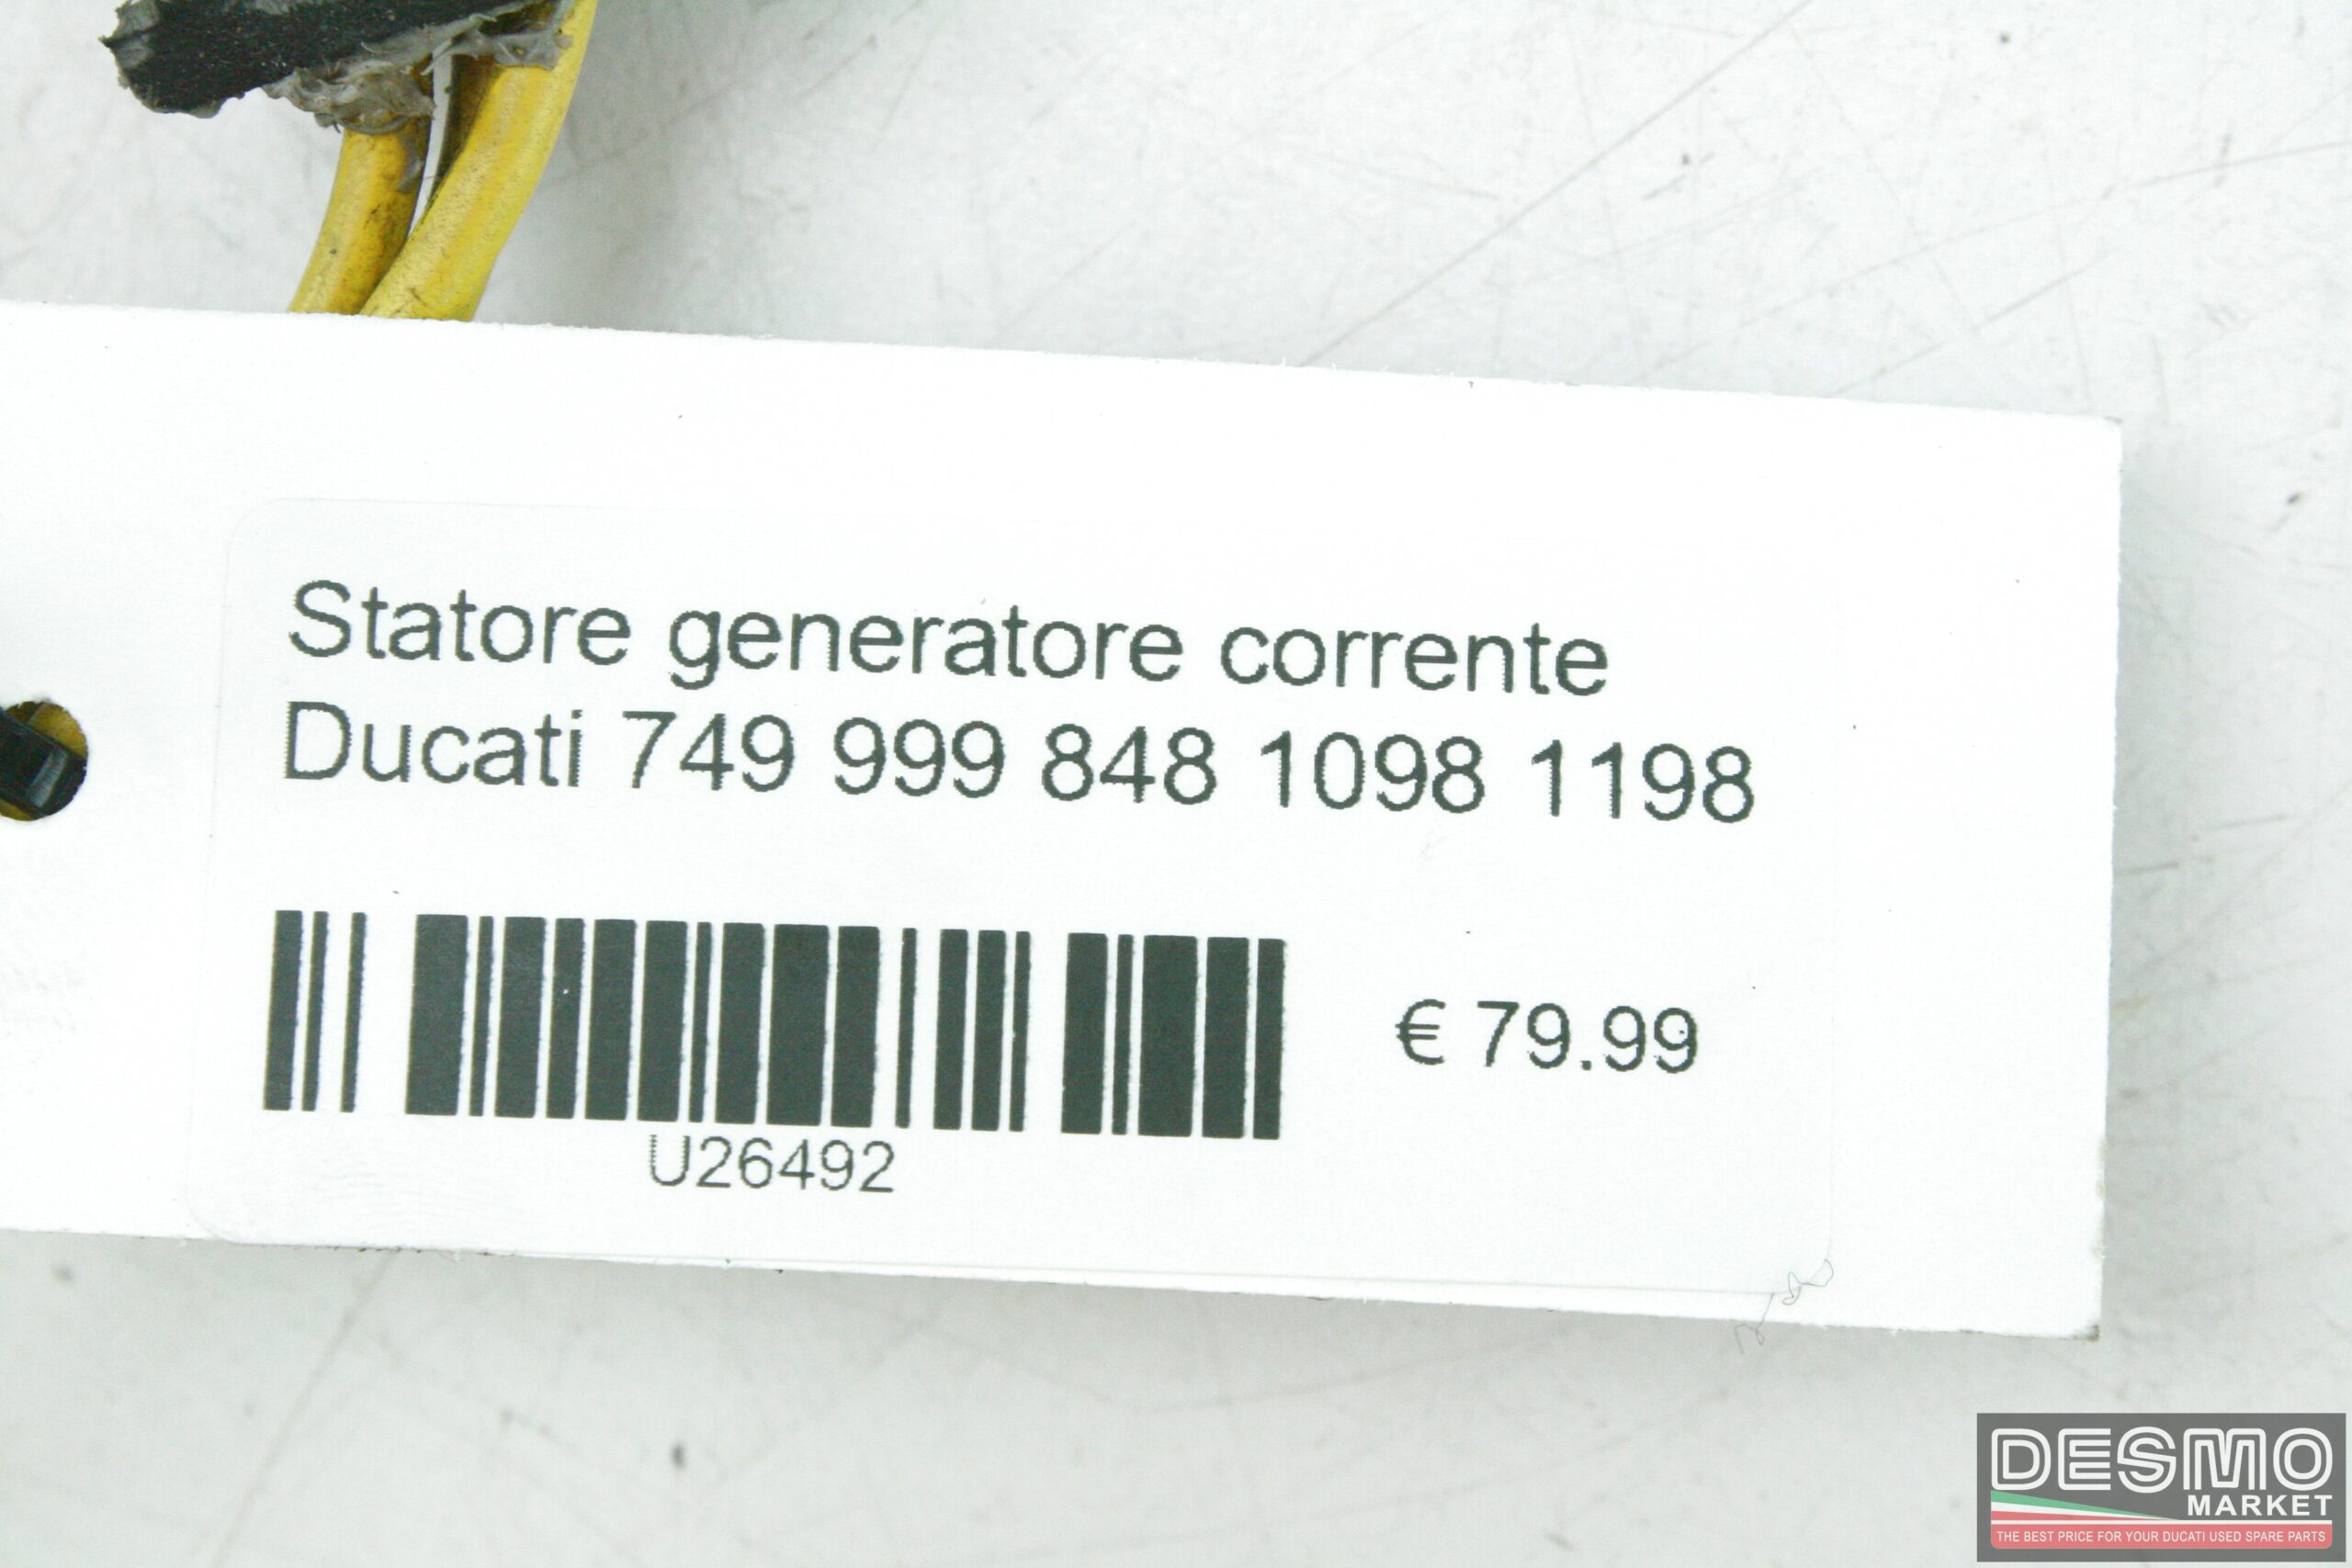 Statore generatore corrente
Ducati 749 999 848 1098 1198
€ 79.99
U26492
DESMO
MARKET
THE BEST PRICE FOR YOUR DUCATI USED SPARE PARTS